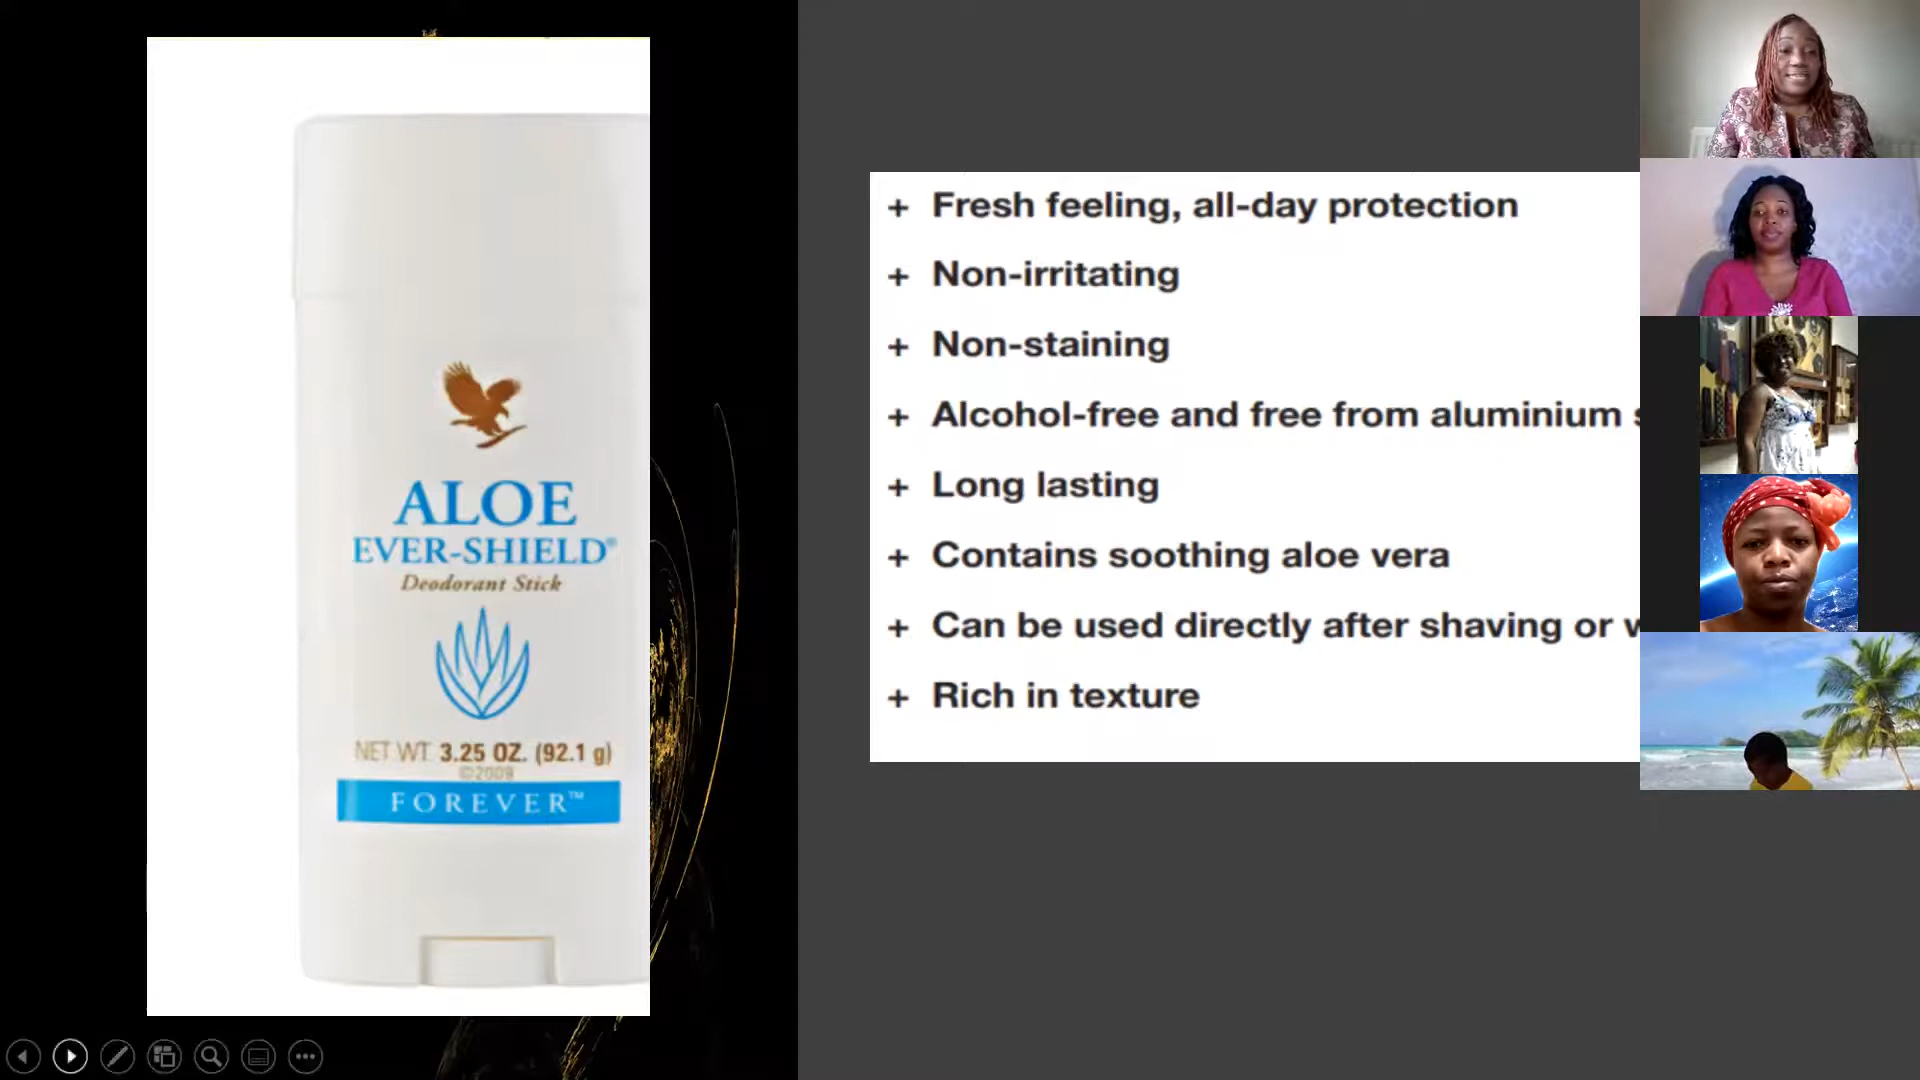 ALOE
EVER-SHIELD®
Deodorant Stick
NET WT. 3.25 OZ. (92.1 g)
©2009
FOREVER™
+ Fresh feeling, all-day protection
+ Non-irritating
+ Non-staining
+ Alcohol-free and free from aluminium
+ Long lasting
+ Contains soothing aloe vera
+ Can be used directly after shaving or
+ Rich in texture